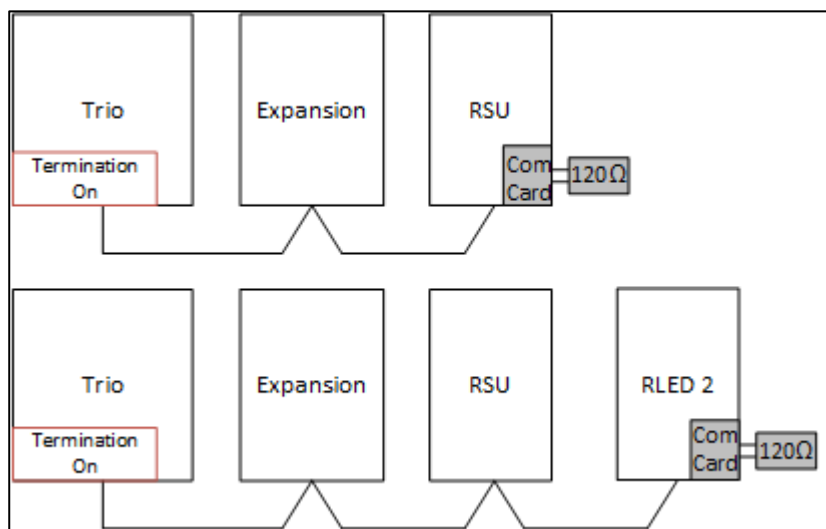 Trio
Expansion
RSU
Termination
On
Com
Card
120Ω
Trio
Expansion
RSU
RLED 2
Termination
On
Com
Card
120Ω